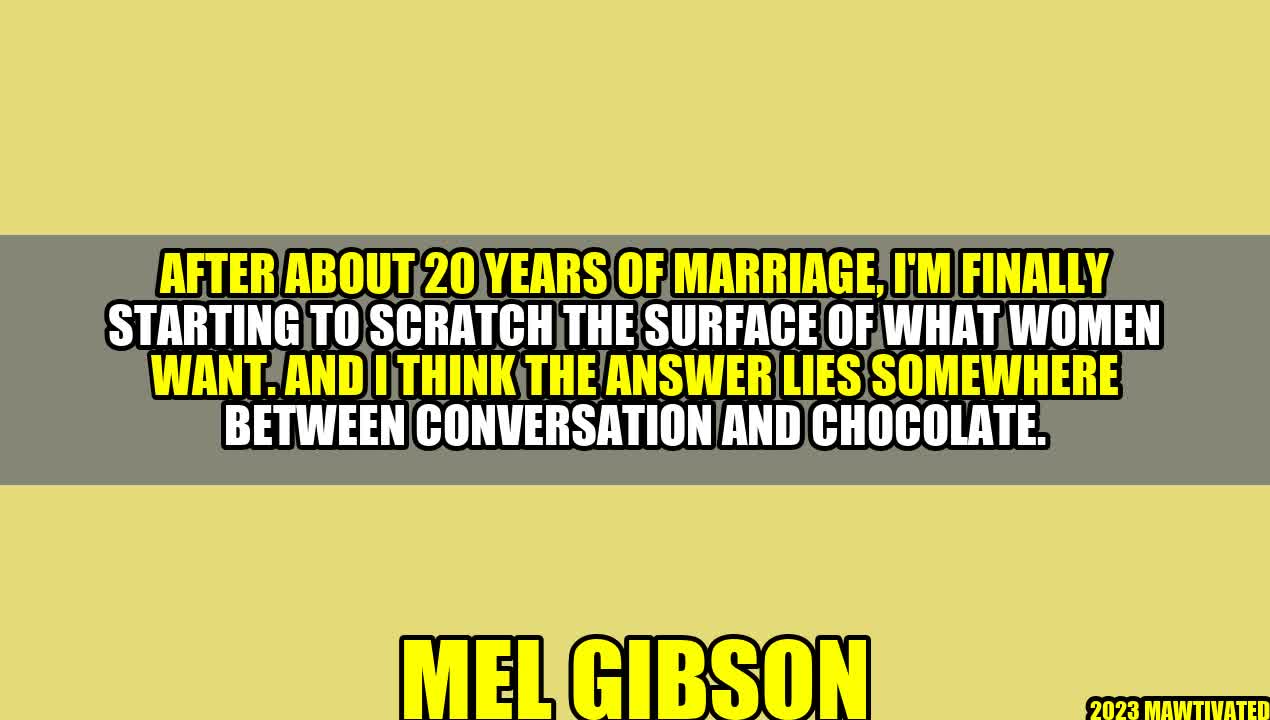 AFTER ABOUT 20 YEARS OF MARRIAGE, I'M FINALLY
STARTING TO SCRATCH THE SURFACE OF WHAT WOMEN
WANT. AND I THINK THE ANSWER LIES SOMEWHERE
BETWEEN CONVERSATION AND CHOCOLATE.
MEL GIBSON
2023 MAWTIVATED